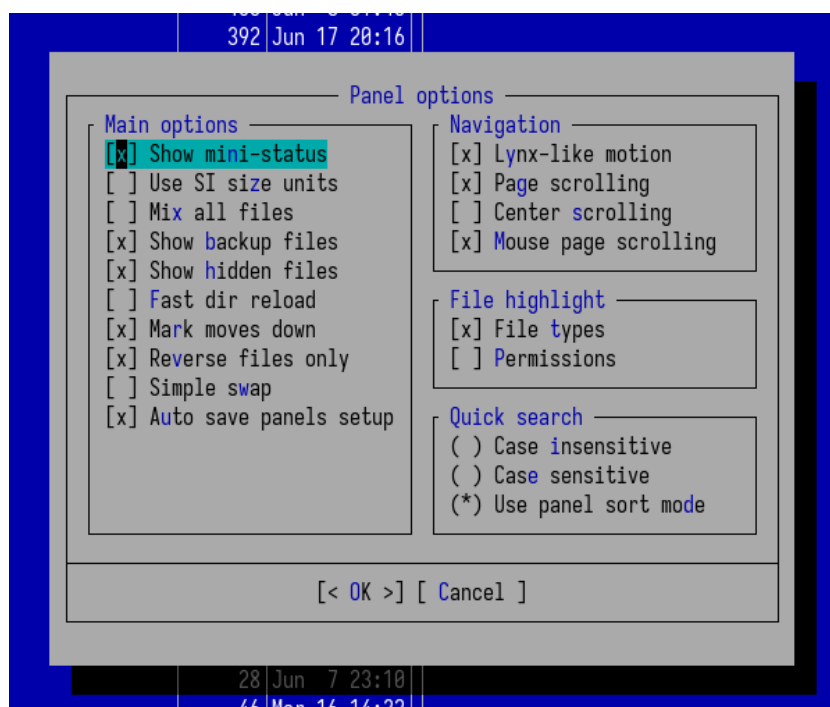 392 Jun 17 20:16
Panel options
Main options
[x] Show mini-status
[ ] Use SI size units
[ ] Mix all files
[x] Show backup files
[x] Show hidden files
[ ] Fast dir reload
[x] Mark moves down
[x] Reverse files only
[ ] Simple swap
[x] Auto save panels setup
Navigation
[x] Lynx-like motion
[x] Page scrolling
[ ] Center scrolling
[x] Mouse page scrolling
File highlight
[x] File types
[ ] Permissions
Quick search
( ) Case insensitive
( ) Case sensitive
(*) Use panel sort mode
[< OK >] [ Cancel ]
28 Jun 7 23:10